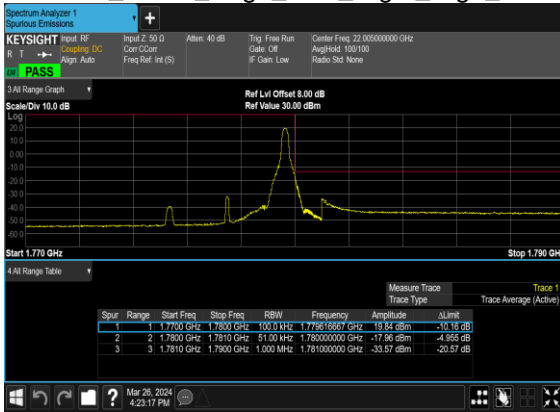 Spectrum Analyzer 1
Spurious Emissions
+
KEYSIGHT Input: RF Input Z: 50 Ω Atten: 40 dB Trig: Free Run Center Freq: 22.005000000 GHz
R T Coupling: DC Corr CCorr Gate: Off Avg|Hold: 100/100
Align: Auto Freq Ref: Int (S) IF Gain: Low Radio Std: None
PASS
3 All Range Graph
Ref Lvl Offset 8.00 dB
Scale/Div 10.0 dB Ref Value 30.00 dBm
Log
20.0
10.0
0.00
-10.0
-20.0
-30.0
-40.0
-50.0
-60.0
Start 1.770 GHz Stop 1.790 GH
4 All Range Table
Measure Trace Trace 1
Trace Type Trace Average (Active)
Spur Range Start Freq Stop Freq RBW Frequency Amplitude ΔLimit
1 1 1.7700 GHz 1.7800 GHz 100.0 kHz 1.779616667 GHz 19.84 dBm -10.16 dB
2 2 1.7800 GHz 1.7810 GHz 51.00 kHz 1.780000000 GHz -17.96 dBm -4.955 dB
3 3 1.7810 GHz 1.7900 GHz 1.000 MHz 1.781000000 GHz -33.57 dBm -20.57 dB
? Mar 26, 2024
4:23:17 PM